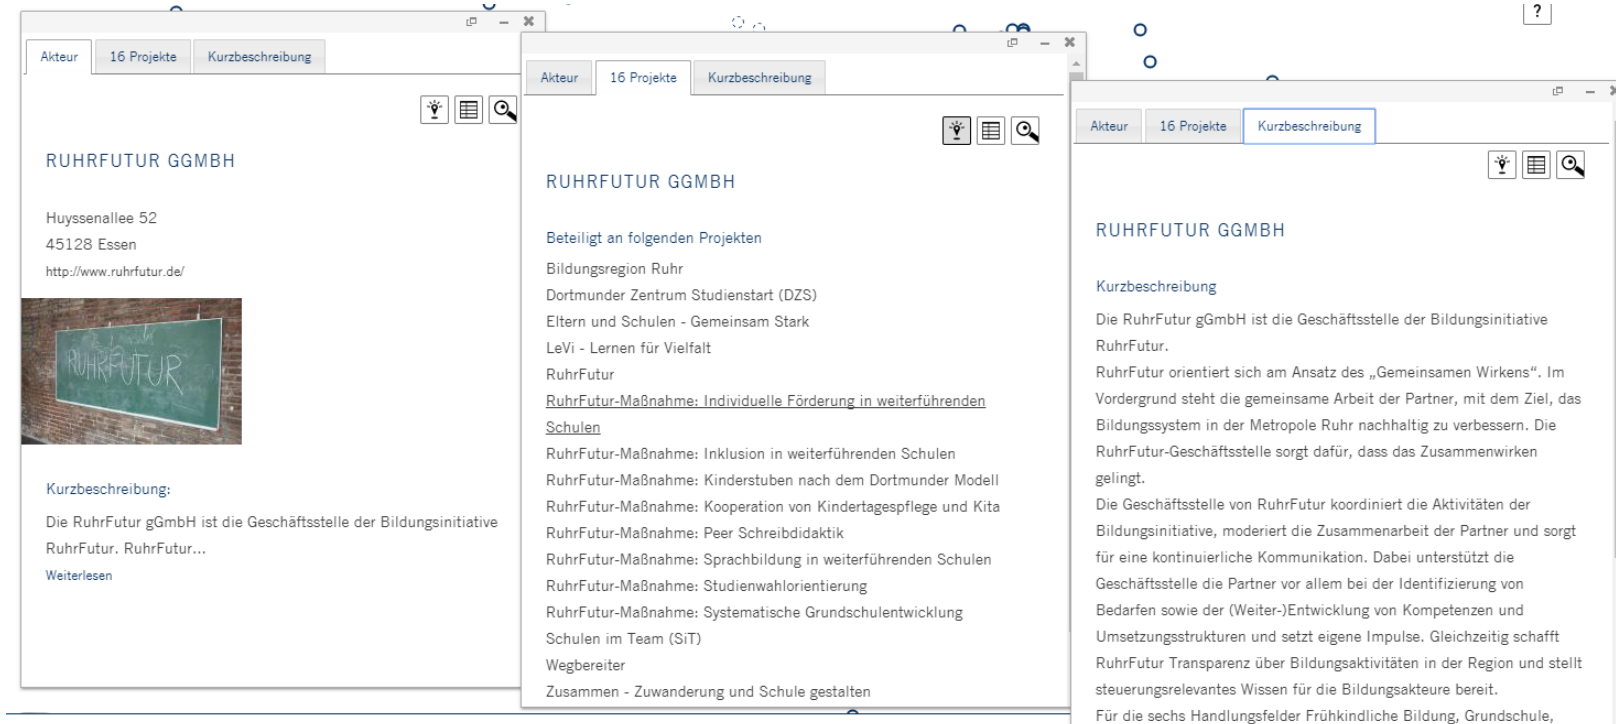 ?
Akteur
16 Projekte
Kurzbeschreibung
RUHRFUTUR GGMBH
Huyssenallee 52
45128 Essen
http://www.ruhrfutur.de/
RUHRFUTUR
Kurzbeschreibung:
Die RuhrFutur gGmbH ist die Geschäftsstelle der Bildungsinitiative
RuhrFutur. RuhrFutur...
Weiterlesen
Akteur
16 Projekte
Kurzbeschreibung
RUHRFUTUR GGMBH
Beteiligt an folgenden Projekten
Bildungsregion Ruhr
Dortmunder Zentrum Studienstart (DZS)
Eltern und Schulen - Gemeinsam Stark
LeVi - Lernen für Vielfalt
RuhrFutur
RuhrFutur-Maßnahme: Individuelle Förderung in weiterführenden
Schulen
RuhrFutur-Maßnahme: Inklusion in weiterführenden Schulen
RuhrFutur-Maßnahme: Kinderstuben nach dem Dortmunder Modell
RuhrFutur-Maßnahme: Kooperation von Kindertagespflege und Kita
RuhrFutur-Maßnahme: Peer Schreibdidaktik
RuhrFutur-Maßnahme: Sprachbildung in weiterführenden Schulen
RuhrFutur-Maßnahme: Studienwahlorientierung
RuhrFutur-Maßnahme: Systematische Grundschulentwicklung
Schulen im Team (SiT)
Wegbereiter
Zusammen - Zuwanderung und Schule gestalten
Akteur
16 Projekte
Kurzbeschreibung
RUHRFUTUR GGMBH
Kurzbeschreibung
Die RuhrFutur gGmbH ist die Geschäftsstelle der Bildungsinitiative
RuhrFutur.
RuhrFutur orientiert sich am Ansatz des „Gemeinsamen Wirkens“. Im
Vordergrund steht die gemeinsame Arbeit der Partner, mit dem Ziel, das
Bildungssystem in der Metropole Ruhr nachhaltig zu verbessern. Die
RuhrFutur-Geschäftsstelle sorgt dafür, dass das Zusammenwirken
gelingt.
Die Geschäftsstelle von RuhrFutur koordiniert die Aktivitäten der
Bildungsinitiative, moderiert die Zusammenarbeit der Partner und sorgt
für eine kontinuierliche Kommunikation. Dabei unterstützt die
Geschäftsstelle die Partner vor allem bei der Identifizierung von
Bedarfen sowie der (Weiter-)Entwicklung von Kompetenzen und
Umsetzungsstrukturen und setzt eigene Impulse. Gleichzeitig schafft
RuhrFutur Transparenz über Bildungsaktivitäten in der Region und stellt
steuerungsrelevantes Wissen für die Bildungsakteure bereit.
Für die sechs Handlungsfelder Frühkindliche Bildung, Grundschule,